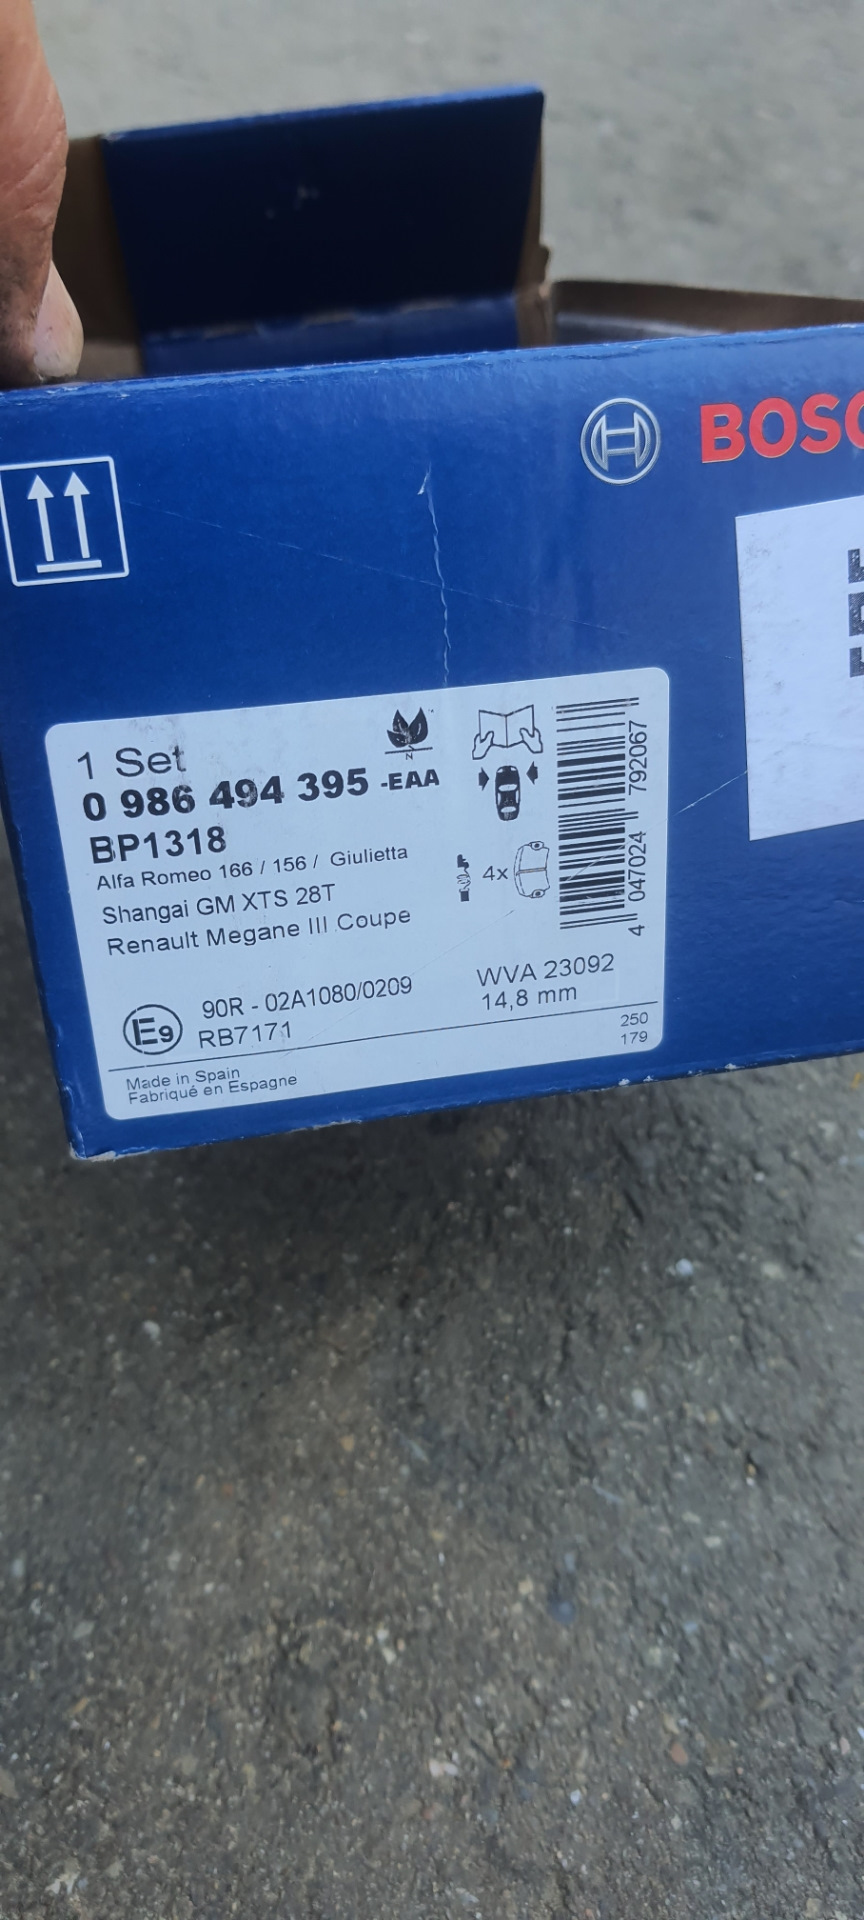 BOSC
1 Set
0 986 494 395 -EAA
BP1318
Alfa Romeo 166 / 156 / Giulietta
Shangai GM XTS 28T
Renault Megane III Coupe
N
4x
4 047024 792067
E9
90R - 02A1080/0209
RB7171
WVA 23092
14,8 mm
250
179
Made in Spain
Fabriqué en Espagne